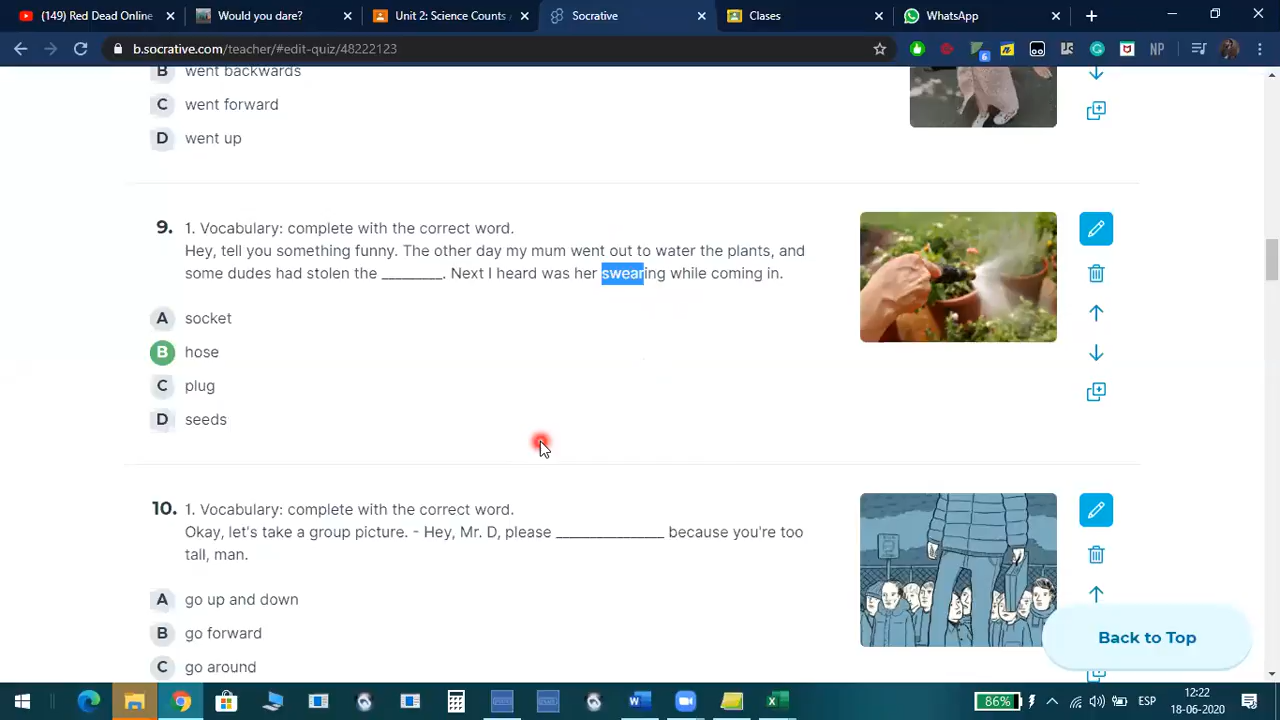 (149) Red Dead Online
Would you dare?
Unit 2: Science Counts /
Socrative
Clases
WhatsApp
b.socrative.com/teacher/#edit-quiz/48222123
NP
6
B went backwards
C went forward
D went up
9. 1. Vocabulary: complete with the correct word.
Hey, tell you something funny. The other day my mum went out to water the plants, and
some dudes had stolen the _________. Next I heard was her swearing while coming in.
A socket
B hose
C plug
D seeds
10. 1. Vocabulary: complete with the correct word.
Okay, let's take a group picture. - Hey, Mr. D, please ________________ because you're too
tall, man.
A go up and down
B go forward
C go around
Back to Top
86%
ESP
12:22
18-06-2020